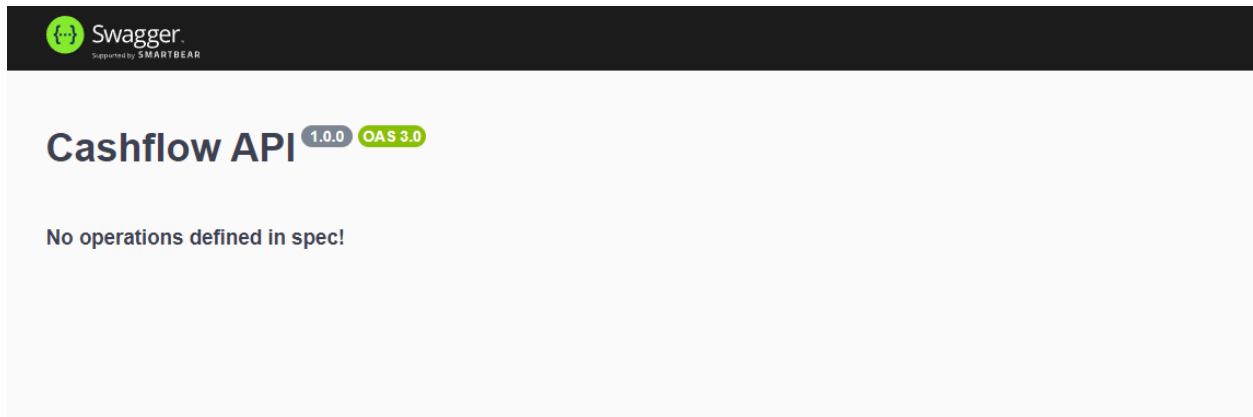 {···} Swagger.
Supported by SMARTBEAR
Cashflow API 1.0.0 OAS 3.0
No operations defined in spec!